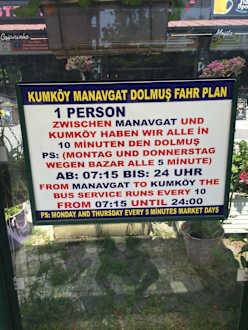 KUMKÖY MANAVGAT DOLMUŞ FAHR PLAN
1 PERSON
ZWISCHEN MANAVGAT UND
KUMKÖY HABEN WIR ALLE IN
10 MINUTEN DEN DOLMUŞ
PS: (MONTAG UND DONNERSTAG
WEGEN BAZAR ALLE 5 MINUTE)
AB: 07:15 BIS: 24 UHR
FROM MANAVGAT TO KUMKÖY THE
BUS SERVICE RUNS EVERY 10
FROM 07:15 UNTIL 24:00
PS: MONDAY AND THURSDAY EVERY 5 MINUTES MARKET DAYS